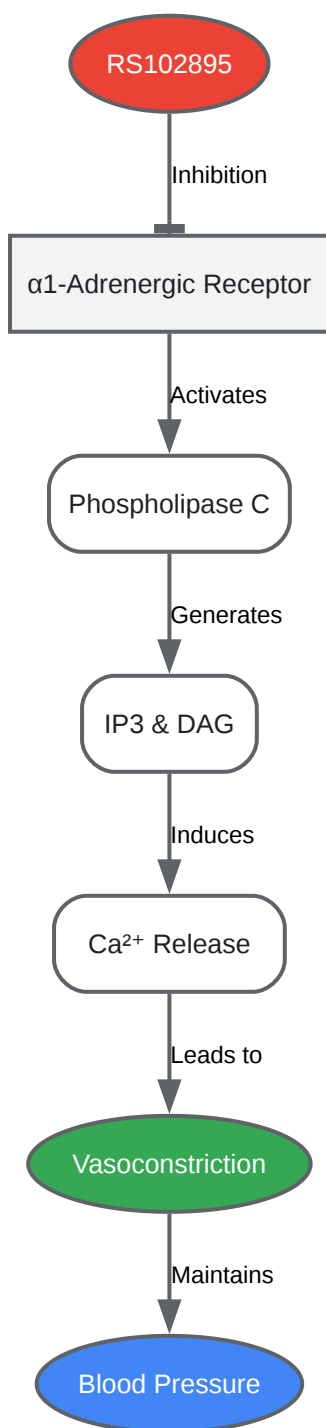 RS102895
Inhibition
α1-Adrenergic Receptor
Activates
Phospholipase C
Generates
IP3 & DAG
Induces
Ca²⁺ Release
Leads to
Vasoconstriction
Maintains
Blood Pressure